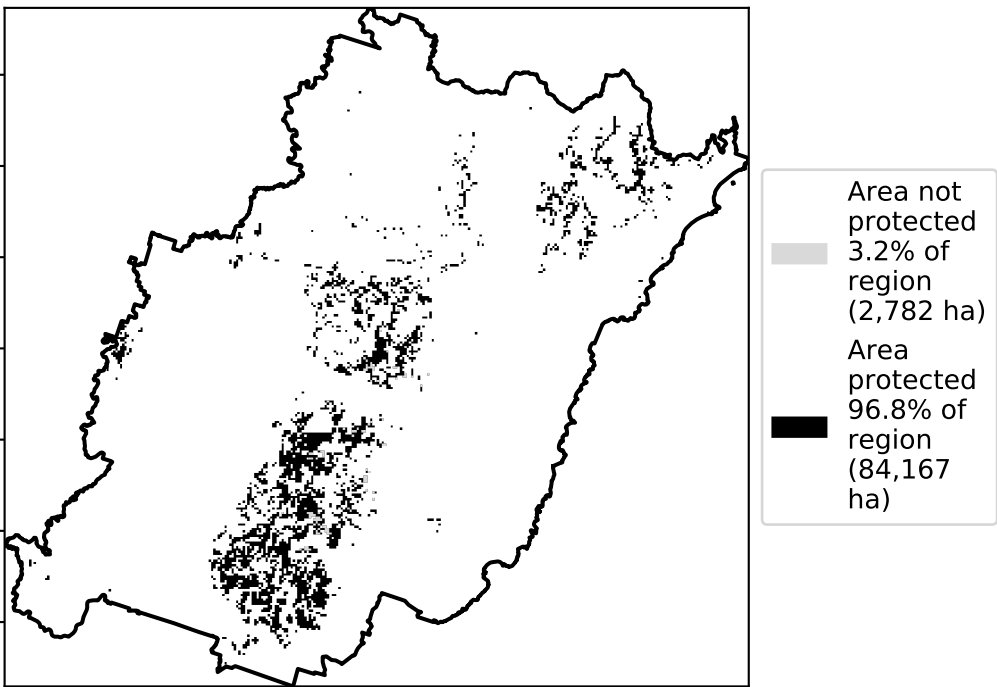 Area not
protected
3.2% of
region
(2,782 ha)
Area
protected
96.8% of
region
(84,167
ha)